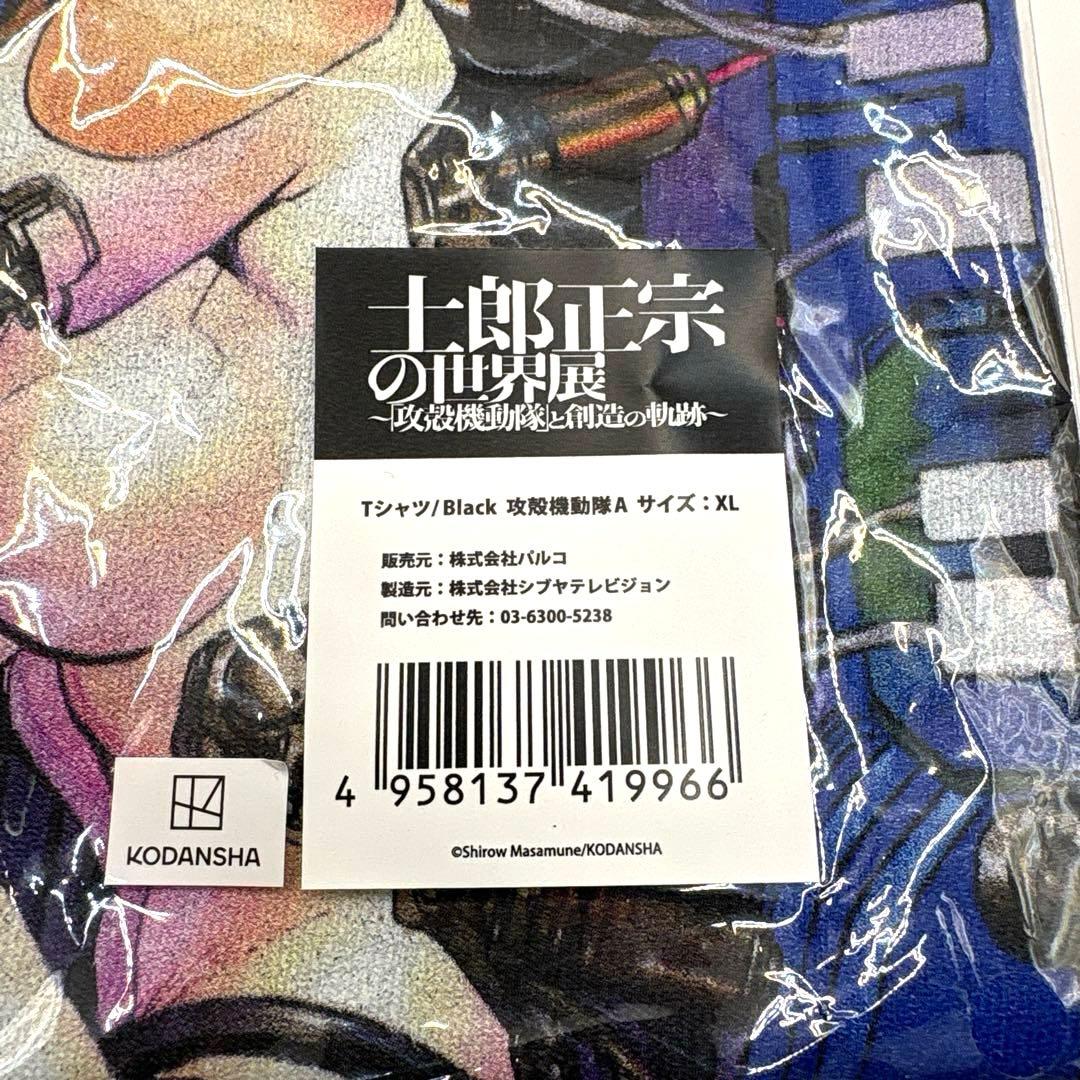 士郎正宗
の世界展
～「攻殻機動隊」と創造の軌跡～
Tシャツ/Black 攻殻機動隊A サイズ：XL
販売元：株式会社パルコ
製造元：株式会社シブヤテレビジョン
問い合わせ先：03-6300-5238
4 958137 419966
©Shirow Masamune/KODANSHA
KODANSHA